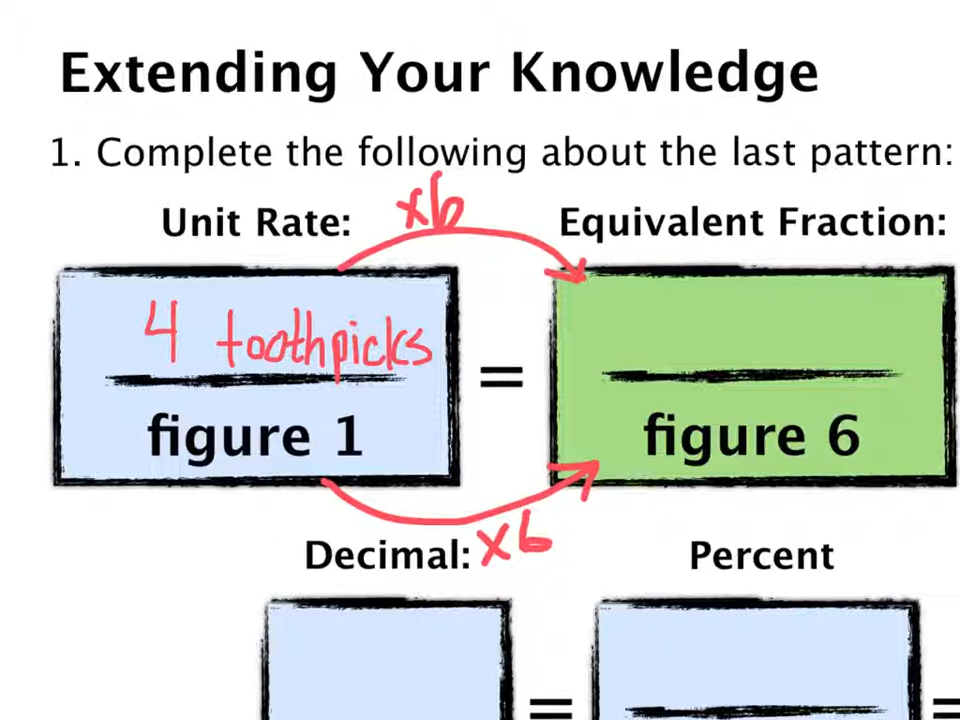 Extending Your Knowledge
1. Complete the following about the last pattern:
x6
Unit Rate: Equivalent Fraction:
4 toothpicks
=
figure 1 figure 6
x6
Decimal: Percent
= =